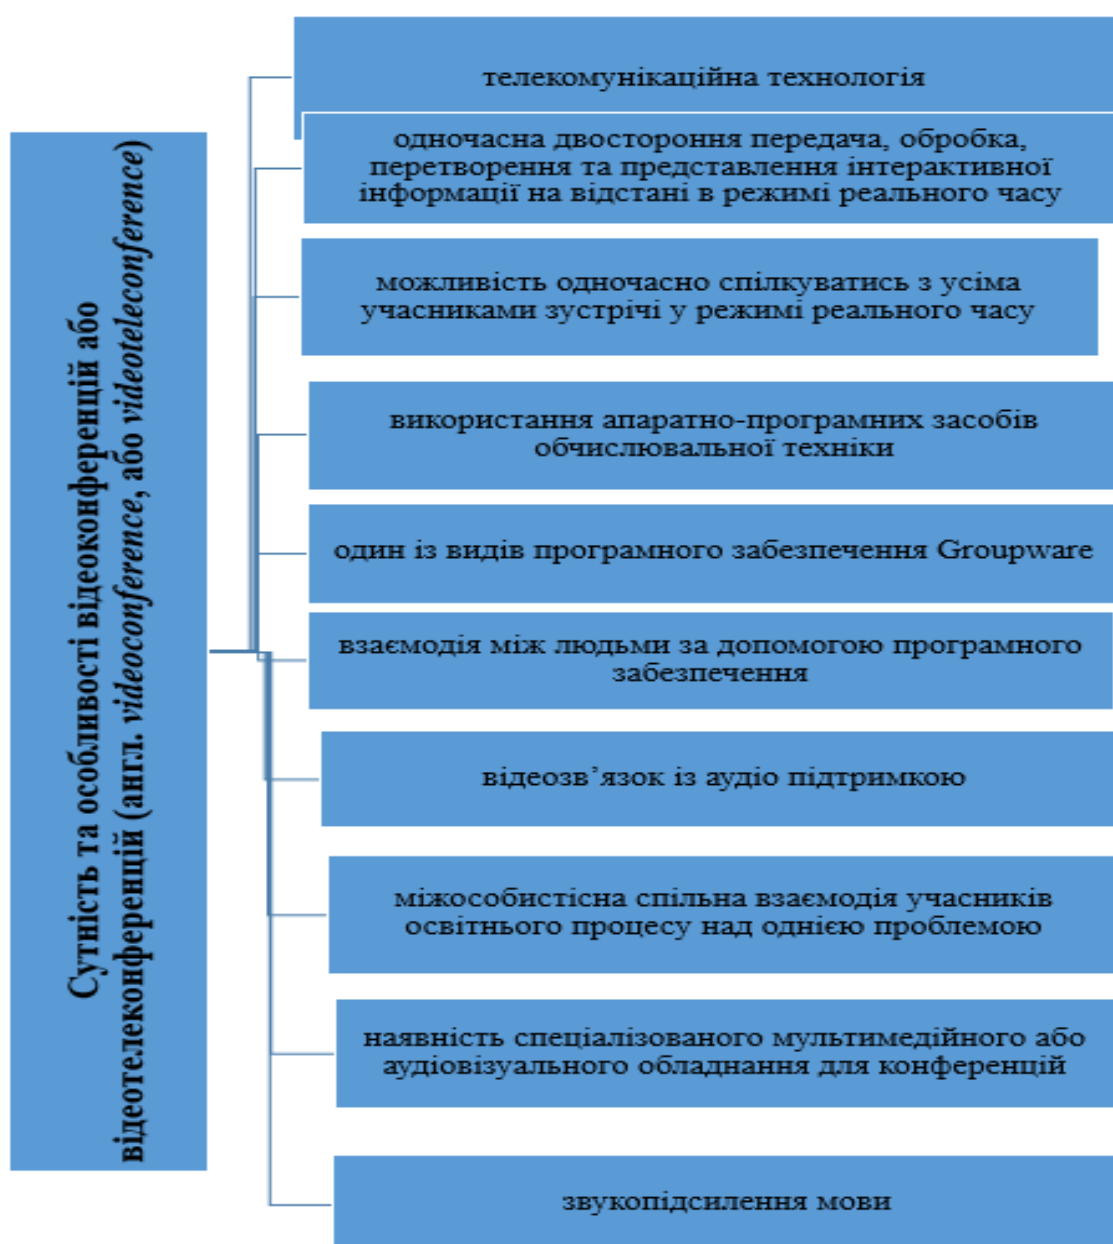 Сутність та особливості відеоконференцій або
відеотелеконференцій (англ. videoconference, або videoteleconference)
телекомунікаційна технологія
одночасна двостороння передача, обробка,
перетворення та представлення інтерактивної
інформації на відстані в режимі реального часу
можливість одночасно спілкуватись з усіма
учасниками зустрічі у режимі реального часу
використання апаратно-програмних засобів
обчислювальної техніки
один із видів програмного забезпечення Groupware
взаємодія між людьми за допомогою програмного
забезпечення
відеозв’язок із аудіо підтримкою
міжособистісна спільна взаємодія учасників
освітнього процесу над однією проблемою
наявність спеціалізованого мультимедійного або
аудіовізуального обладнання для конференцій
звукопідсилення мови